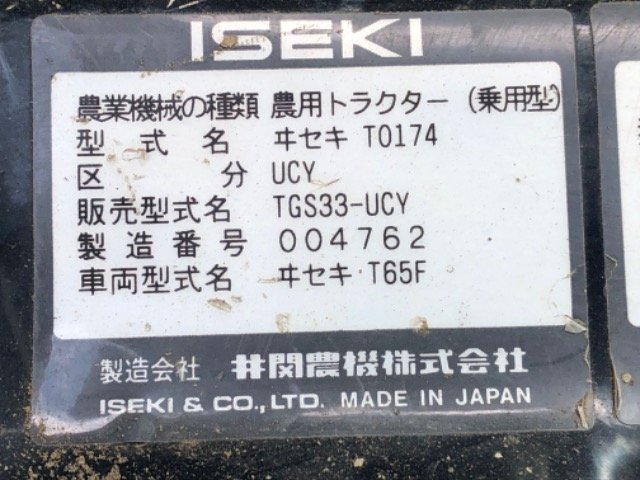 ISEKI
農業機械の種類 農用トラクター (乗用型)
型式名 ヰセキ T0174
区分 UCY
販売型式名 TGS33-UCY
製造番号 004762
車両型式名 ヰセキ T65F
製造会社 井関農機株式会社
ISEKI & CO., LTD. MADE IN JAPAN